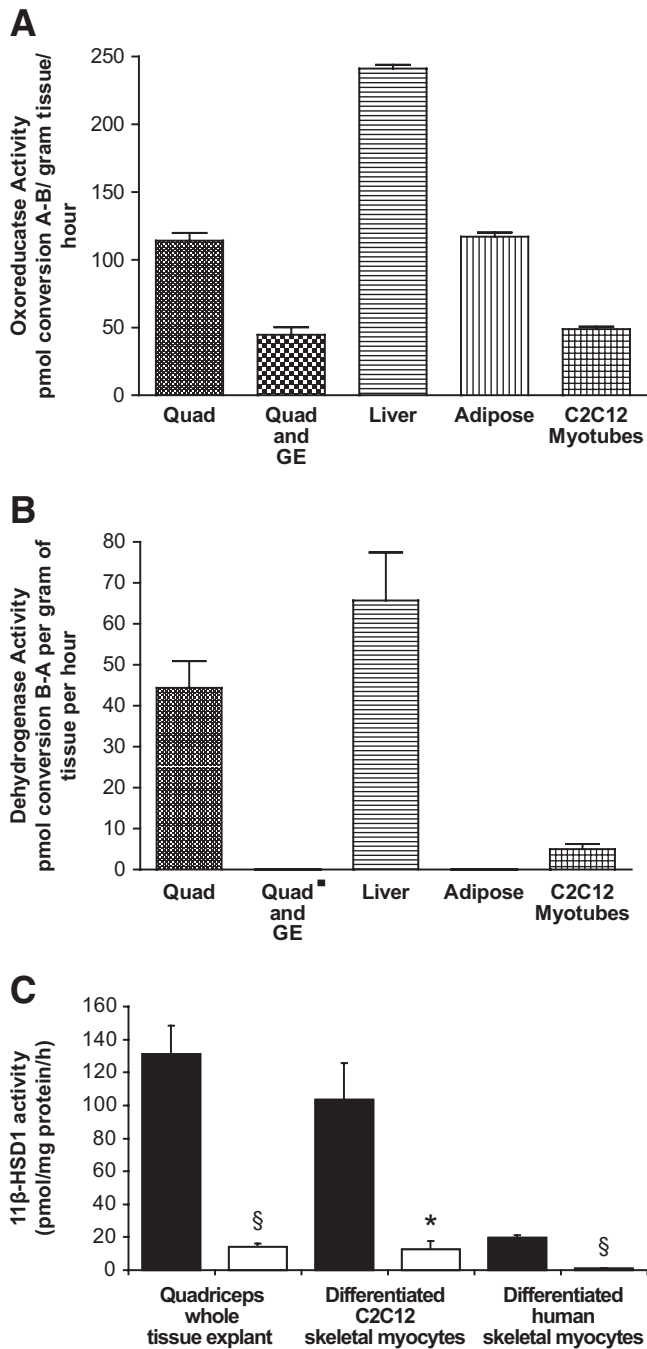 A
Oxoreducatse Activity
pmol conversion A-B/ gram tissue/
hour
250
200
150
100
50
0
Quad
Quad
and
GE
Liver
Adipose
C2C12
Myotubes
B
Dehydrogenase Activity
pmol conversion B-A per gram of
tissue per hour
80
70
60
50
40
30
20
10
0
Quad
Quad
and
GE
Liver
Adipose
C2C12
Myotubes
C
11β-HSD1 activity
(pmol/mg protein/h)
160
140
120
100
80
60
40
20
0
§
*
§
Quadriceps
whole
tissue explant
Differentiated
C2C12
skeletal myocytes
Differentiated
human
skeletal myocytes